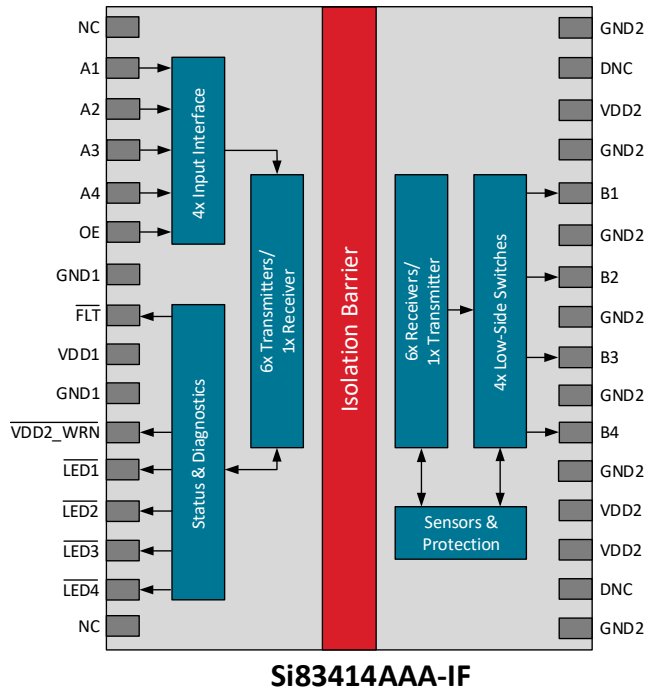 NC
A1
A2
A3
A4
OE
GND1
FLT
VDD1
GND1
VDD2_WRN
LED1
LED2
LED3
LED4
NC
4x Input Interface
Status & Diagnostics
6x Transmitters/
1x Receiver
Isolation Barrier
6x Receivers/
1x Transmitter
4x Low-Side Switches
Sensors &
Protection
GND2
DNC
VDD2
GND2
B1
GND2
B2
GND2
B3
GND2
B4
GND2
VDD2
VDD2
DNC
GND2
Si83414AAA-IF